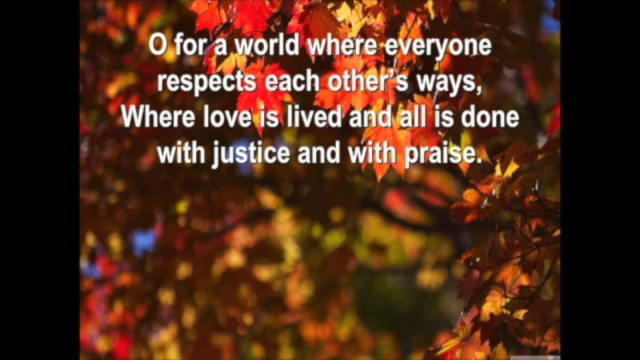 O for a world where everyone
respects each other's ways,
Where love is lived and all is done
with justice and with praise.